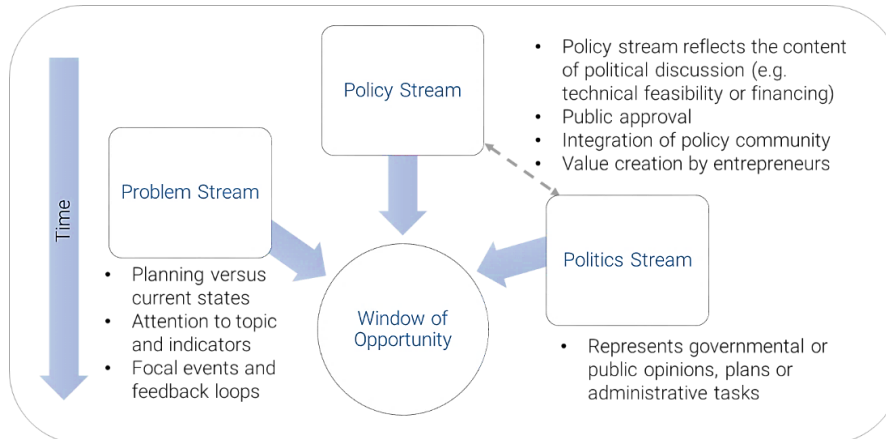 Time
Policy Stream
• Policy stream reflects the content
of political discussion (e.g.
technical feasibility or financing)
• Public approval
• Integration of policy community
• Value creation by entrepreneurs
Problem Stream
• Planning versus
current states
• Attention to topic
and indicators
• Focal events and
feedback loops
Window of
Opportunity
Politics Stream
• Represents governmental or
public opinions, plans or
administrative tasks